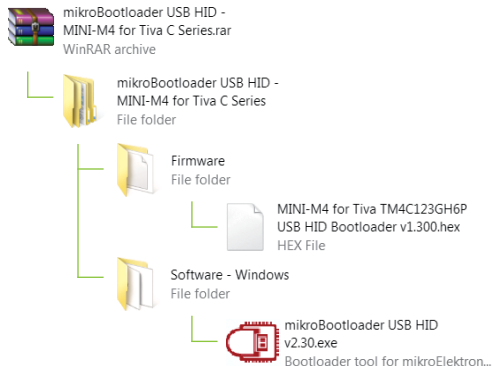 mikroBootloader USB HID -
MINI-M4 for Tiva C Series.rar
WinRAR archive
mikroBootloader USB HID -
MINI-M4 for Tiva C Series
File folder
Firmware
File folder
MINI-M4 for Tiva TM4C123GH6P
USB HID Bootloader v1.300.hex
HEX File
Software - Windows
File folder
mikroBootloader USB HID
v2.30.exe
Bootloader tool for mikroElektron...